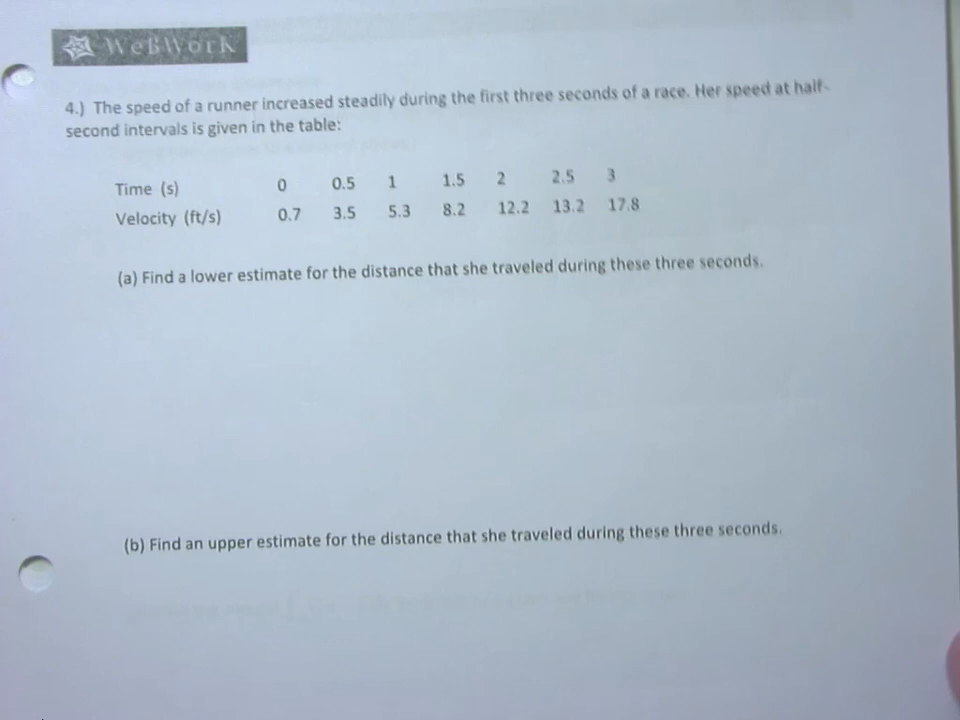 WeBWorK
4.) The speed of a runner increased steadily during the first three seconds of a race. Her speed at half-
second intervals is given in the table:
Time (s) 0 0.5 1 1.5 2 2.5 3
Velocity (ft/s) 0.7 3.5 5.3 8.2 12.2 13.2 17.8
(a) Find a lower estimate for the distance that she traveled during these three seconds.
(b) Find an upper estimate for the distance that she traveled during these three seconds.